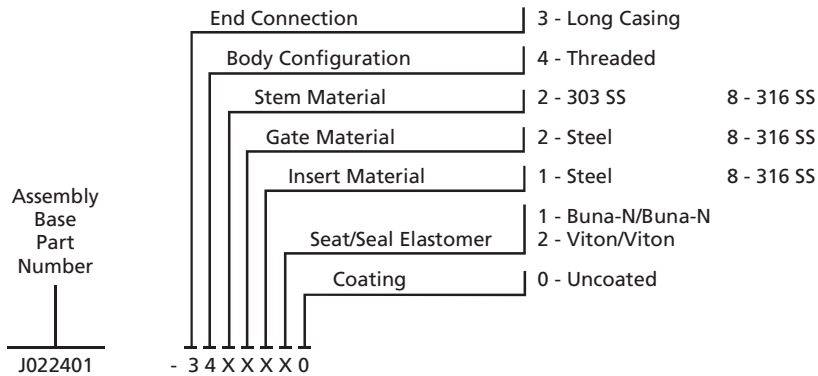 End Connection 3 - Long Casing
Body Configuration 4 - Threaded
Stem Material 2 - 303 SS 8 - 316 SS
Gate Material 2 - Steel 8 - 316 SS
Insert Material 1 - Steel 8 - 316 SS
Assembly
Base
Part
Number
1 - Buna-N/Buna-N
Seat/Seal Elastomer 2 - Viton/Viton
Coating 0 - Uncoated
J022401 - 3 4 X X X X 0